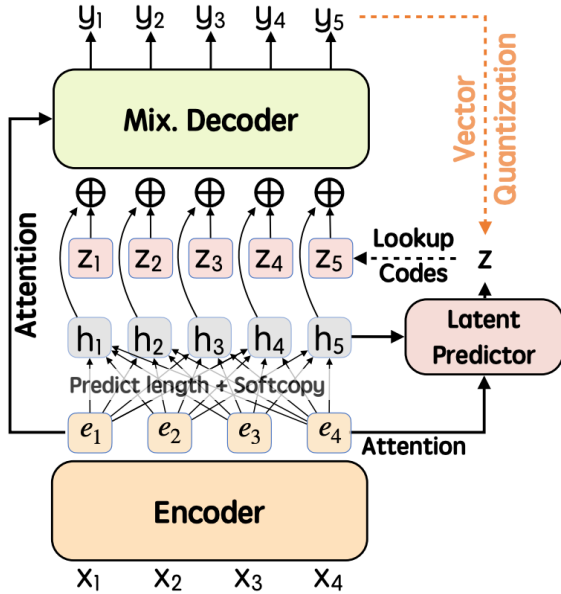 y₁ y₂ y₃ y₄ y₅
Mix. Decoder
Vector
Quantization
z₁ z₂ z₃ z₄ z₅
Lookup
Codes
z
Attention
h₁ h₂ h₃ h₄ h₅
Latent
Predictor
Predict length + Softcopy
e₁ e₂ e₃ e₄
Attention
Encoder
x₁ x₂ x₃ x₄